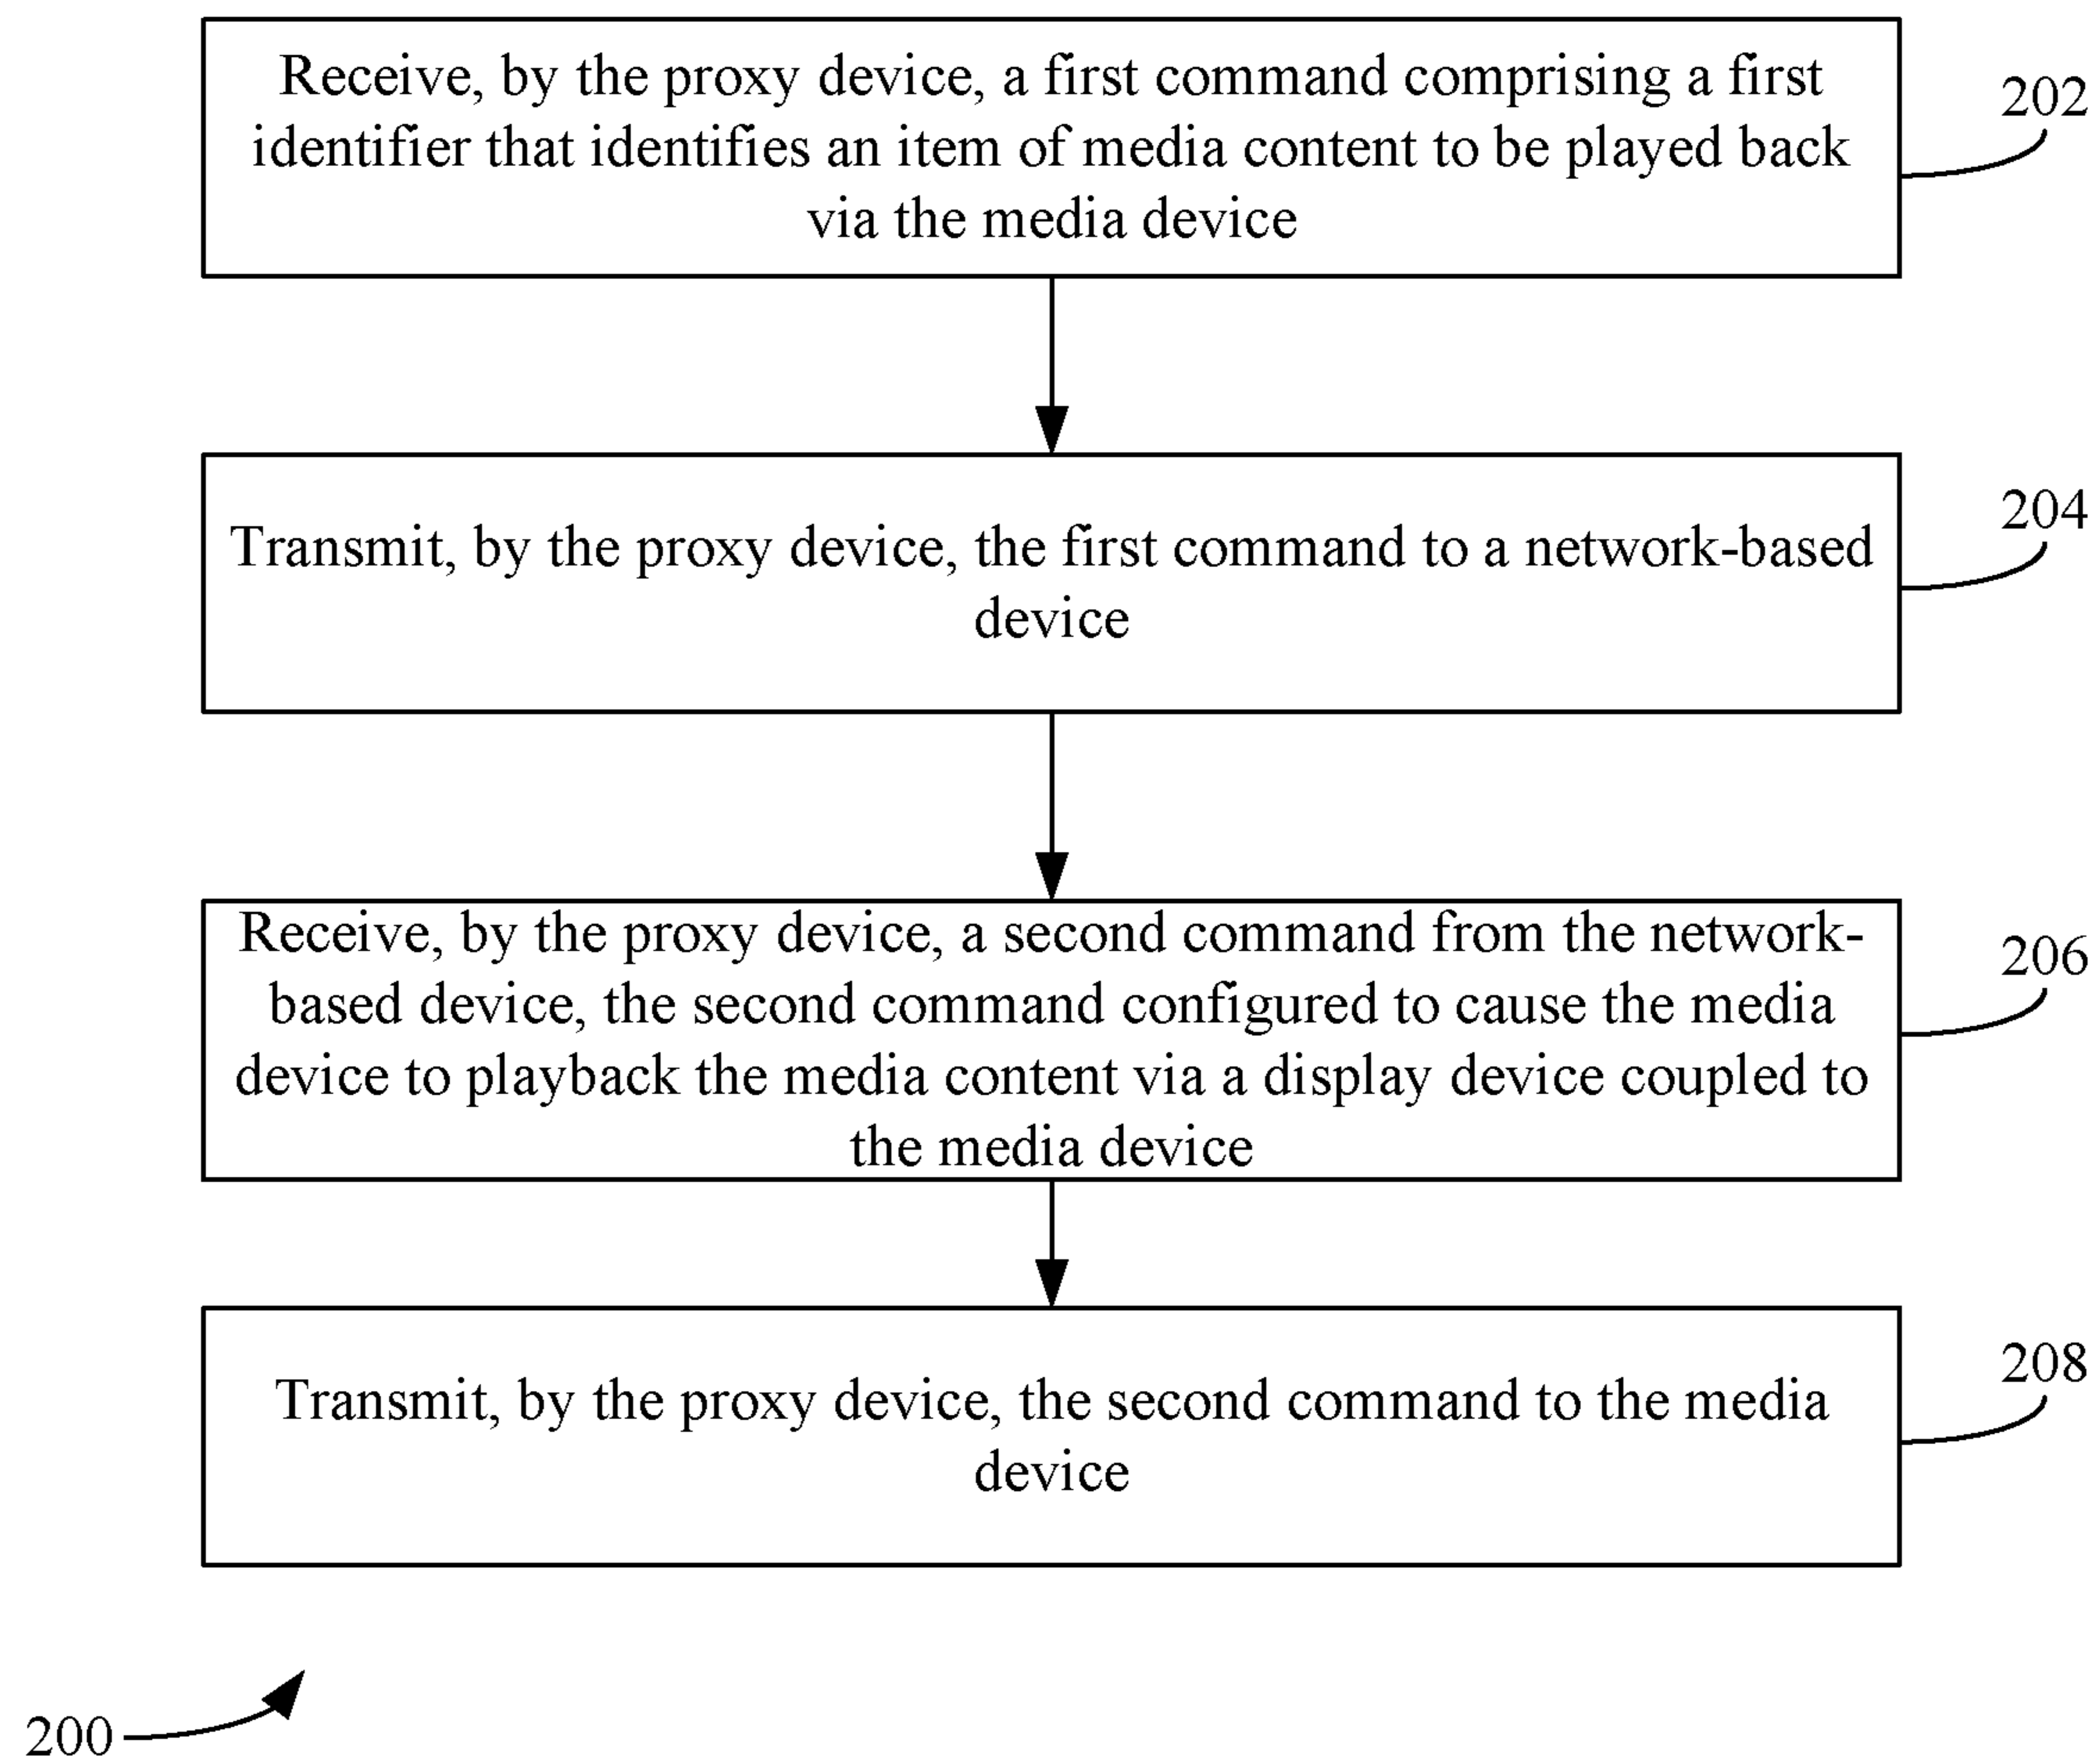 Receive, by the proxy device, a first command comprising a first
identifier that identifies an item of media content to be played back
via the media device
202
Transmit, by the proxy device, the first command to a network-based
device
204
Receive, by the proxy device, a second command from the network-
based device, the second command configured to cause the media
device to playback the media content via a display device coupled to
the media device
206
Transmit, by the proxy device, the second command to the media
device
208
200